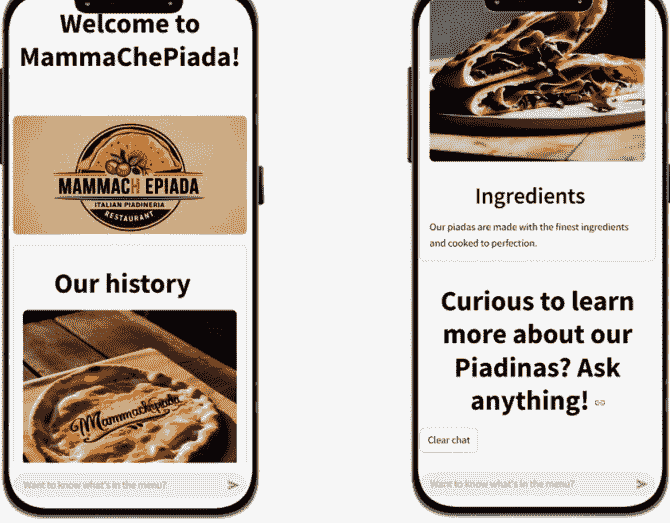 Welcome to
MammaChePiada!
MAMMACH EPIADA
ITALIAN PIADINERIA
RESTAURANT
Our history
Mammachepiada
Want to know what's in the menu?
Ingredients
Our piadas are made with the finest ingredients
and cooked to perfection.
Curious to learn
more about our
Piadinas? Ask
anything!
Clear chat
Want to know what's in the menu?